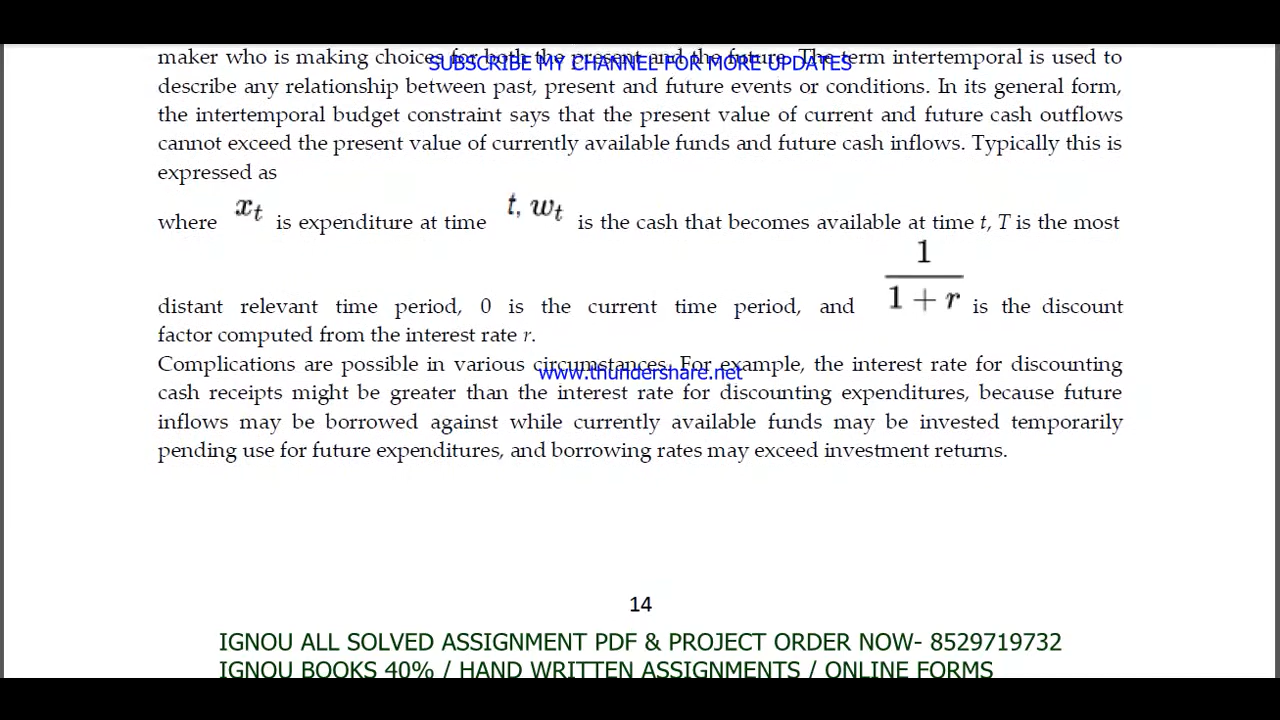 maker who is making choices for both the present and the future. The term intertemporal is used to
SUBSCRIBE MY CHANNEL FOR MORE UPDATES
describe any relationship between past, present and future events or conditions. In its general form,
the intertemporal budget constraint says that the present value of current and future cash outflows
cannot exceed the present value of currently available funds and future cash inflows. Typically this is
expressed as
where x_t is expenditure at time t, w_t is the cash that becomes available at time t, T is the most
distant relevant time period, 0 is the current time period, and 1/(1 + r) is the discount
factor computed from the interest rate r.
Complications are possible in various circumstances. For example, the interest rate for discounting
www.thundershare.net
cash receipts might be greater than the interest rate for discounting expenditures, because future
inflows may be borrowed against while currently available funds may be invested temporarily
pending use for future expenditures, and borrowing rates may exceed investment returns.
14
IGNOU ALL SOLVED ASSIGNMENT PDF & PROJECT ORDER NOW- 8529719732
IGNOU BOOKS 40% / HAND WRITTEN ASSIGNMENTS / ONLINE FORMS